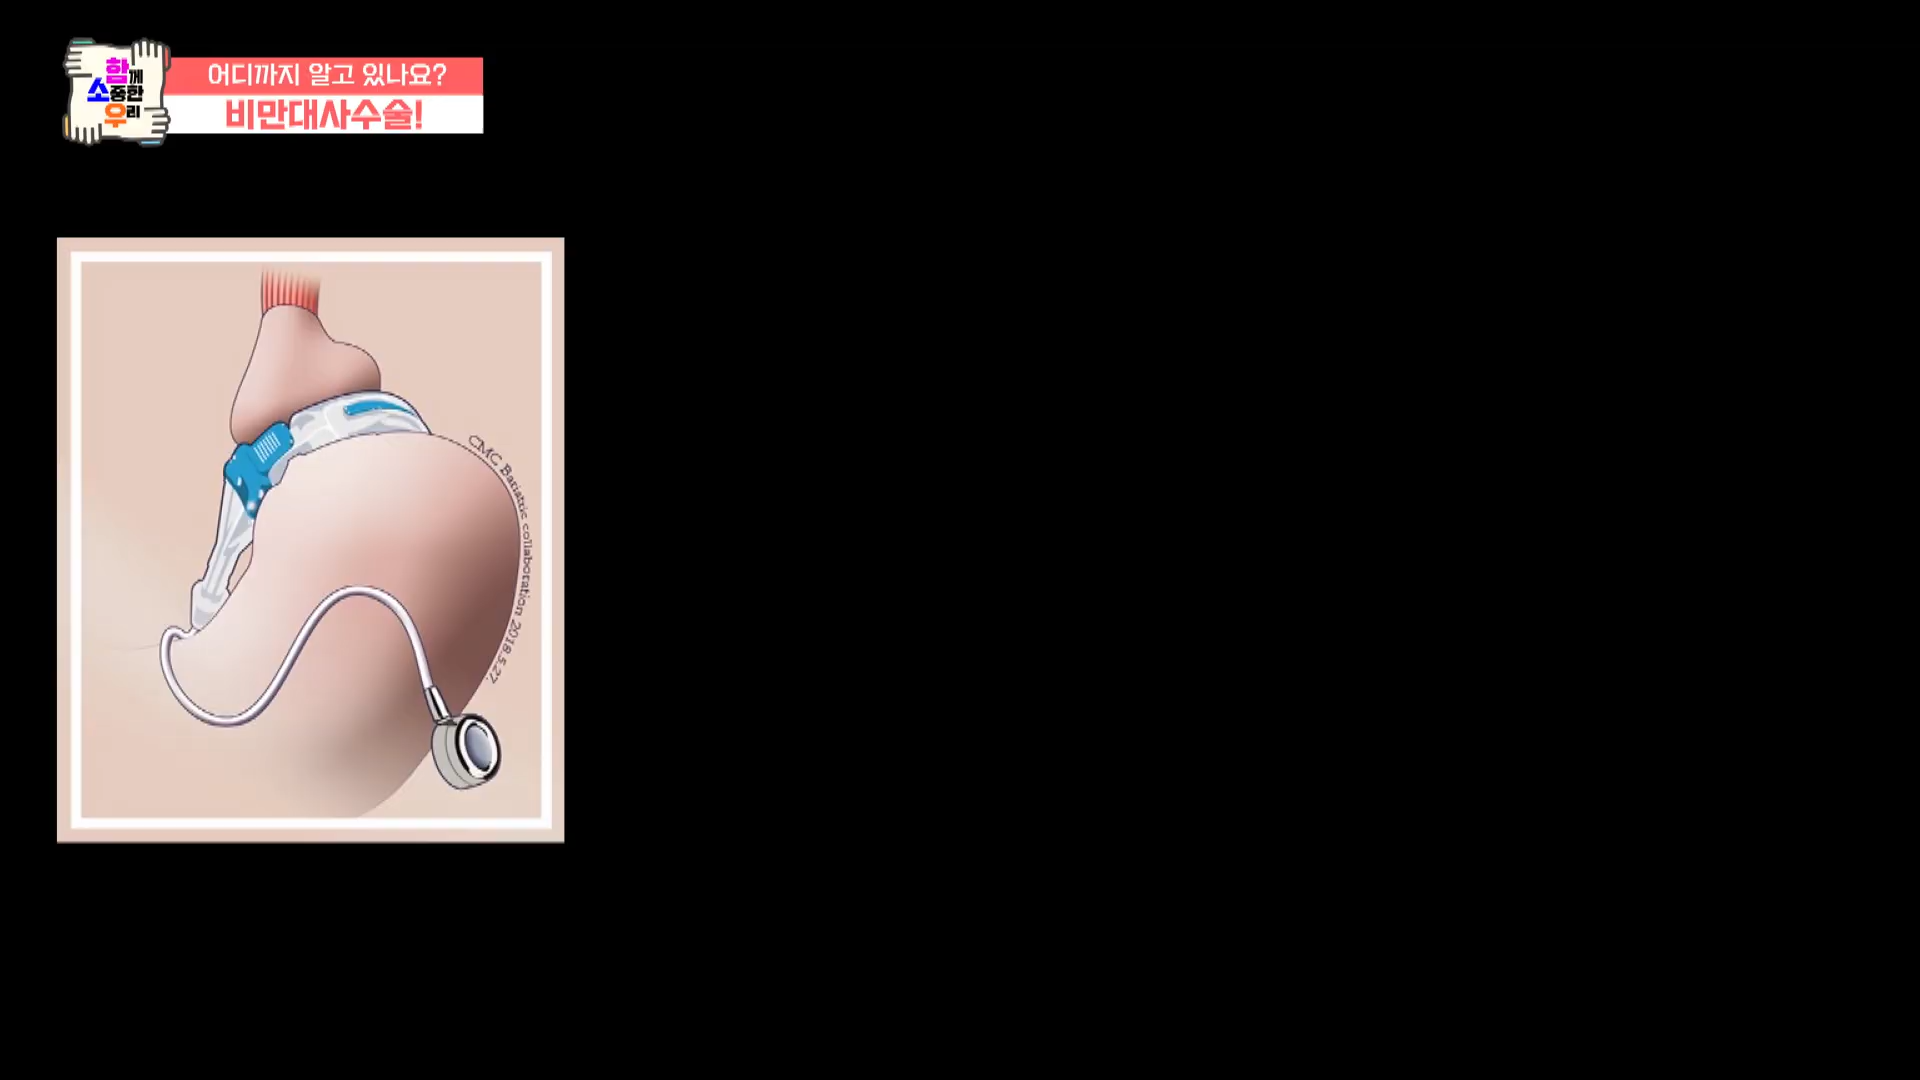 함께
소중한
우리
어디까지 알고 있나요?
비만대사수술!
CMC Bariatric collaboration 2018.5.27.